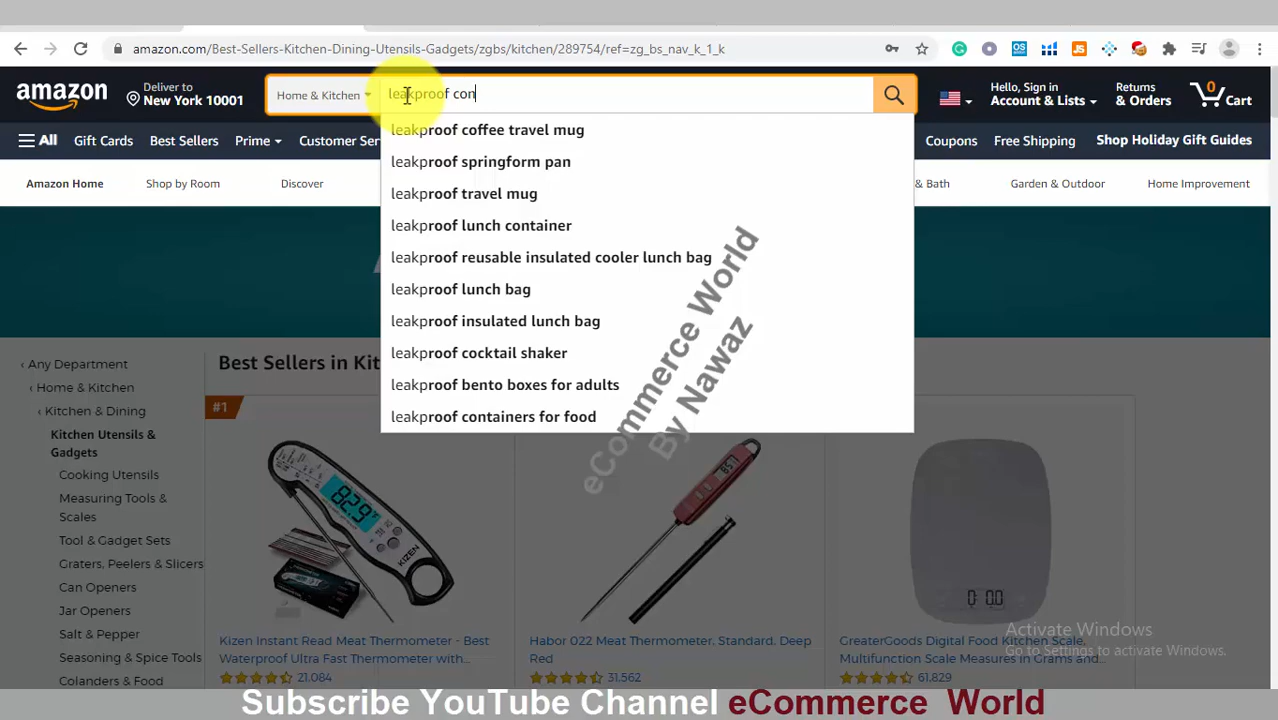 amazon.com/Best-Sellers-Kitchen-Dining-Utensils-Gadgets/zgbs/kitchen/289754/ref=zg_bs_nav_k_1_k
OS
JS
amazon
Deliver to
New York 10001
Home & Kitchen
leakproof con
Hello, Sign in
Account & Lists
Returns
& Orders
0
Cart
All
Gift Cards
Best Sellers
Prime
Customer Ser
Coupons
Free Shipping
Shop Holiday Gift Guides
Amazon Home
Shop by Room
Discover
& Bath
Garden & Outdoor
Home Improvement
leakproof coffee travel mug
leakproof springform pan
leakproof travel mug
leakproof lunch container
leakproof reusable insulated cooler lunch bag
leakproof lunch bag
leakproof insulated lunch bag
leakproof cocktail shaker
leakproof bento boxes for adults
leakproof containers for food
eCommerce World
By Nawaz
‹ Any Department
‹ Home & Kitchen
‹ Kitchen & Dining
Kitchen Utensils &
Gadgets
Cooking Utensils
Measuring Tools &
Scales
Tool & Gadget Sets
Graters, Peelers & Slicers
Can Openers
Jar Openers
Salt & Pepper
Seasoning & Spice Tools
Colanders & Food
Best Sellers in Ki
#1
82.9
KIZEN
Kizen Instant Read Meat Thermometer - Best
Waterproof Ultra Fast Thermometer with...
21,084
Habor 022 Meat Thermometer, Standard, Deep
Red
31,562
GreaterGoods Digital Food Kitchen Scale,
Multifunction Scale Measures in Grams and...
61,829
Activate Windows
Go to Settings to activate Windows.
Subscribe YouTube Channel eCommerce World